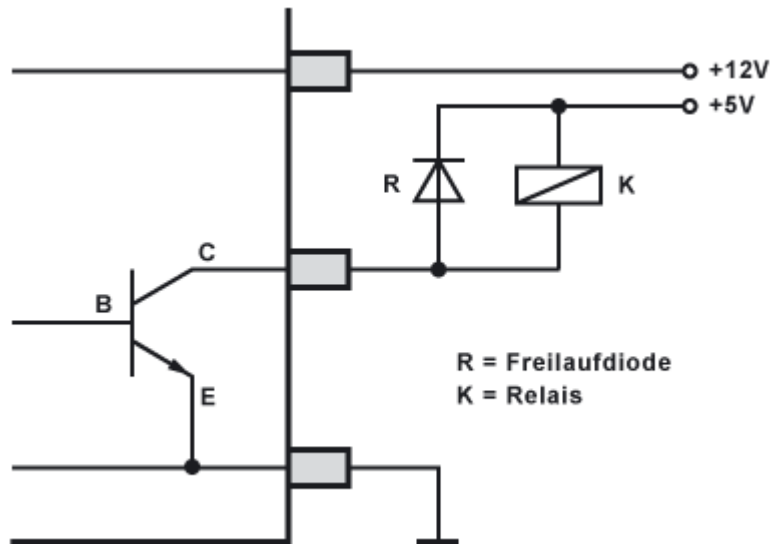 +12V
+5V
R
K
C
B
E
R = Freilaufdiode
K = Relais